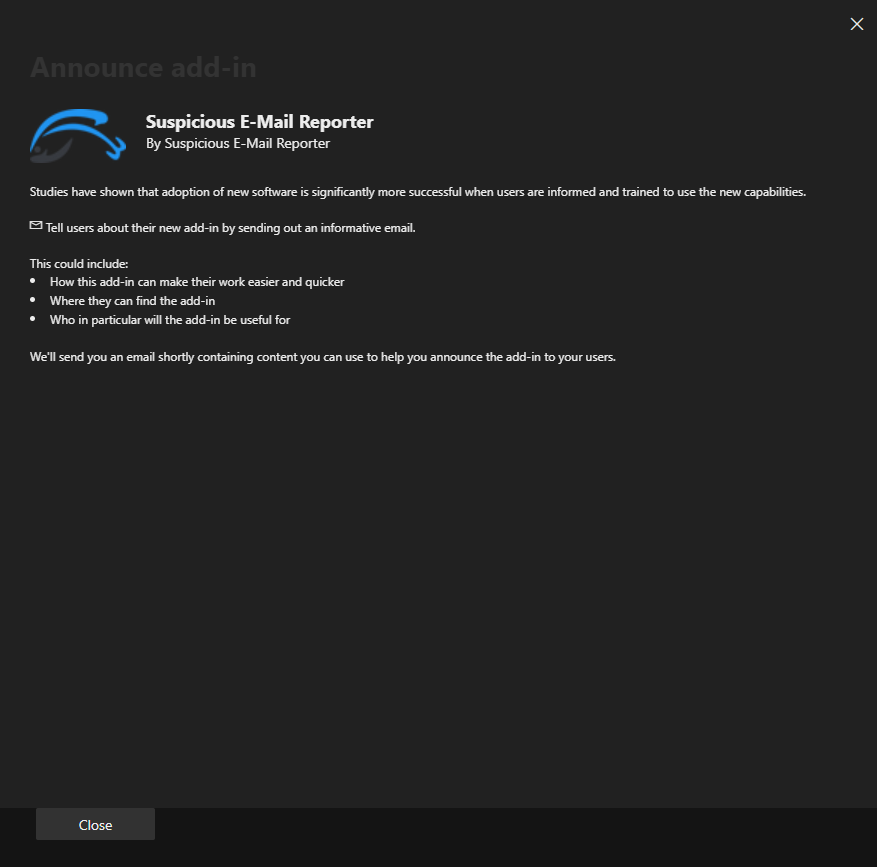 Announce add-in
Suspicious E-Mail Reporter
By Suspicious E-Mail Reporter
Studies have shown that adoption of new software is significantly more successful when users are informed and trained to use the new capabilities.
Tell users about their new add-in by sending out an informative email.
This could include:
• How this add-in can make their work easier and quicker
• Where they can find the add-in
• Who in particular will the add-in be useful for
We'll send you an email shortly containing content you can use to help you announce the add-in to your users.
Close